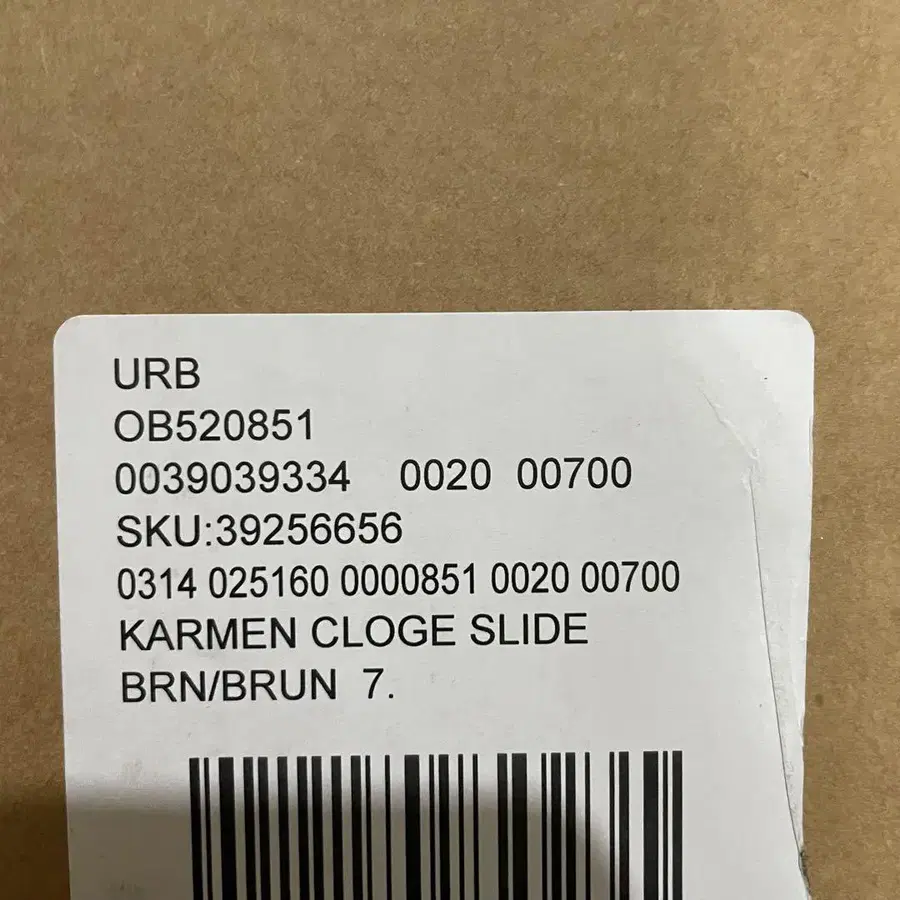 URB
OB520851
0039039334 0020 00700
SKU:39256656
0314 025160 0000851 0020 00700
KARMEN CLOGE SLIDE
BRN/BRUN 7.